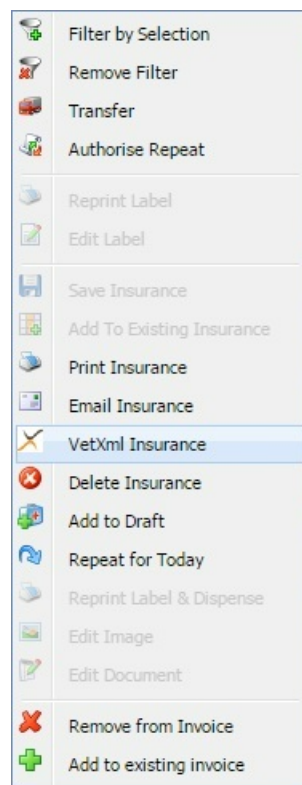 Filter by Selection
Remove Filter
Transfer
Authorise Repeat
Reprint Label
Edit Label
Save Insurance
Add To Existing Insurance
Print Insurance
Email Insurance
VetXml Insurance
Delete Insurance
Add to Draft
Repeat for Today
Reprint Label & Dispense
Edit Image
Edit Document
Remove from Invoice
Add to existing invoice